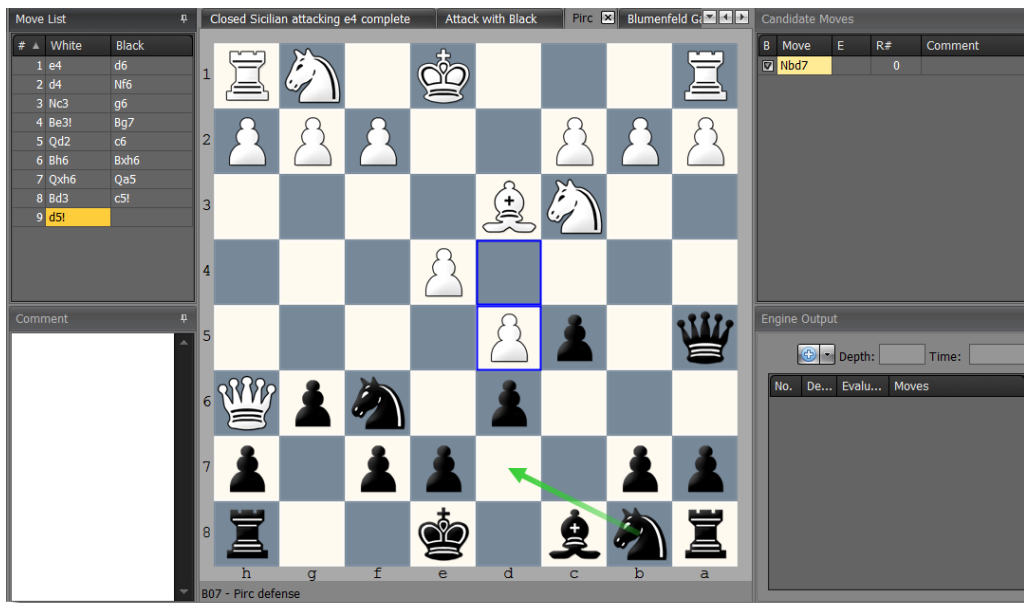 Move List
# White Black
1 e4 d6
2 d4 Nf6
3 Nc3 g6
4 Be3! Bg7
5 Qd2 c6
6 Bh6 Bxh6
7 Qxh6 Qa5
8 Bd3 c5!
9 d5!
Comment
Closed Sicilian attacking e4 complete Attack with Black Pirc Blumenfeld Ga
1
2
3
4
5
6
7
8
h g f e d c b a
B07 - Pirc defense
Candidate Moves
B Move E R# Comment
Nbd7 0
Engine Output
Depth: Time:
No. De... Evalu... Moves